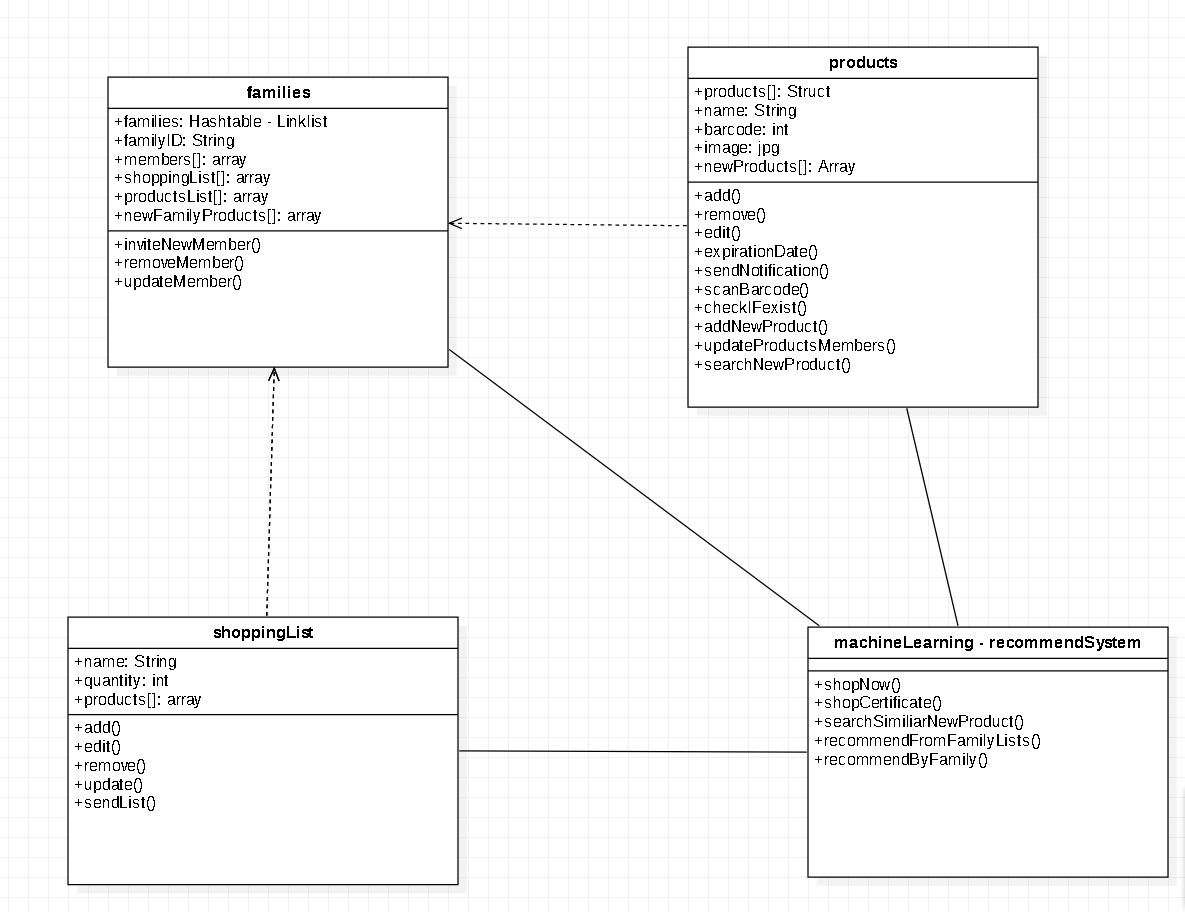 families
+families: Hashtable - Linklist
+familyID: String
+members[]: array
+shoppingList[]: array
+productsList[]: array
+newFamilyProducts[]: array
+inviteNewMember()
+removeMember()
+updateMember()
products
+products[]: Struct
+name: String
+barcode: int
+image: jpg
+newProducts[]: Array
+add()
+remove()
+edit()
+expirationDate()
+sendNotification()
+scanBarcode()
+checkIFexist()
+addNewProduct()
+updateProductsMembers()
+searchNewProduct()
shoppingList
+name: String
+quantity: int
+products[]: array
+add()
+edit()
+remove()
+update()
+sendList()
machineLearning - recommendSystem
+shopNow()
+shopCertificate()
+searchSimiliarNewProduct()
+recommendFromFamilyLists()
+recommendByFamily()